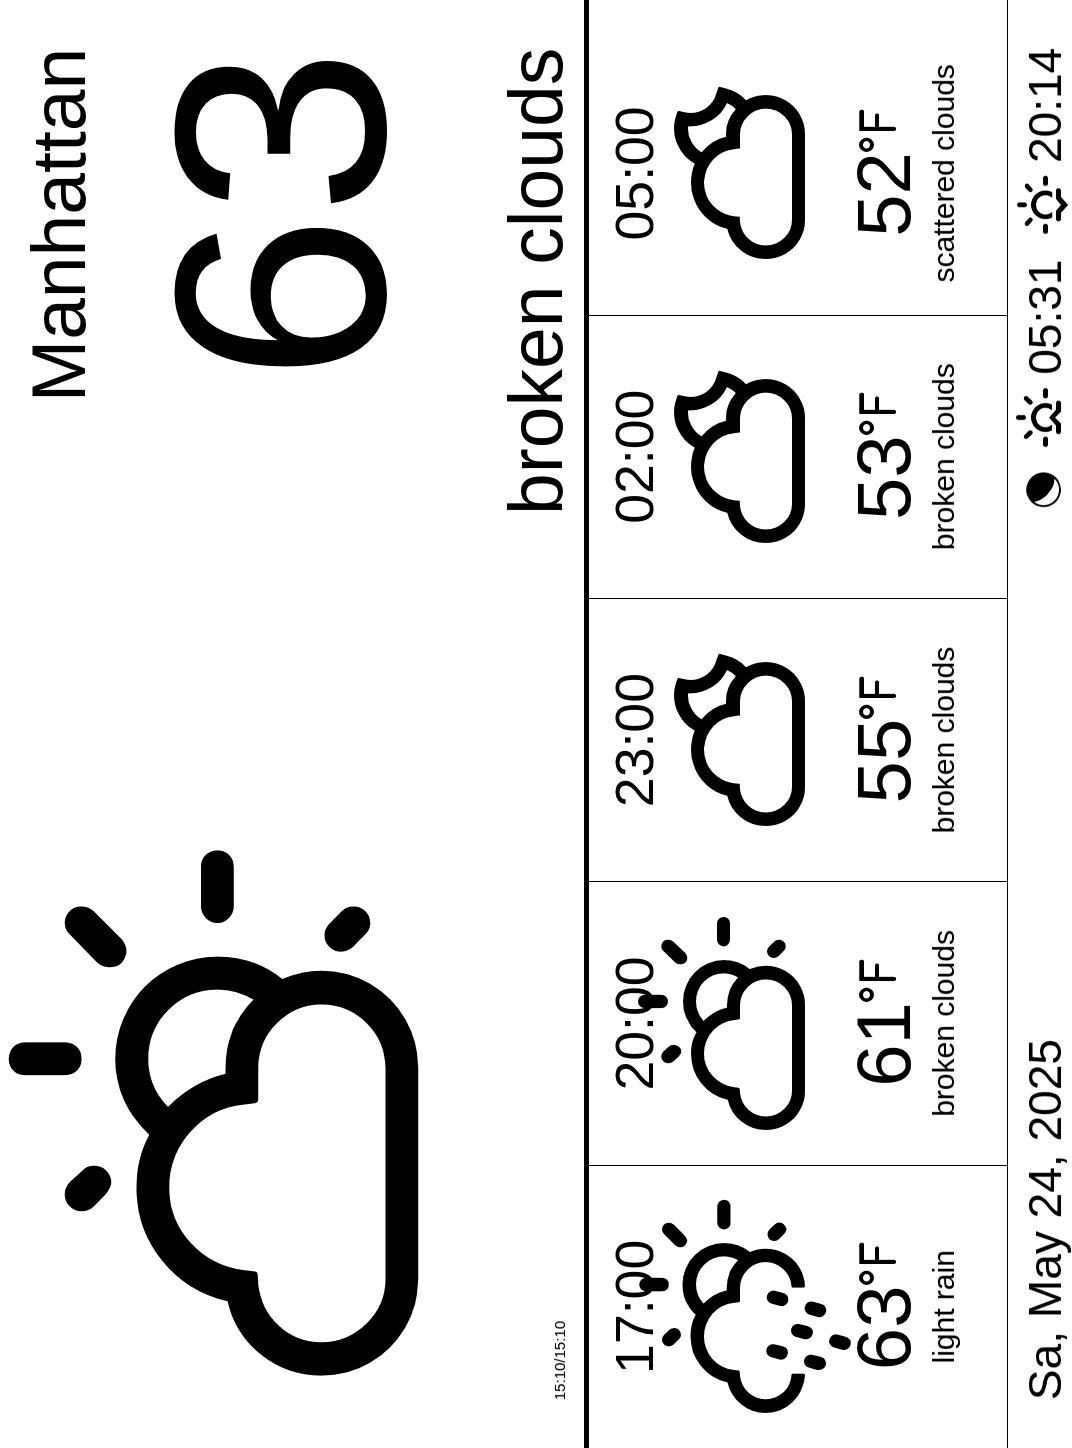 Manhattan
63
broken clouds
15:10/15:10
17:00
63°F
light rain
20:00
61°F
broken clouds
23:00
55°F
broken clouds
02:00
53°F
broken clouds
05:00
52°F
scattered clouds
Sa, May 24, 2025
05:31
20:14